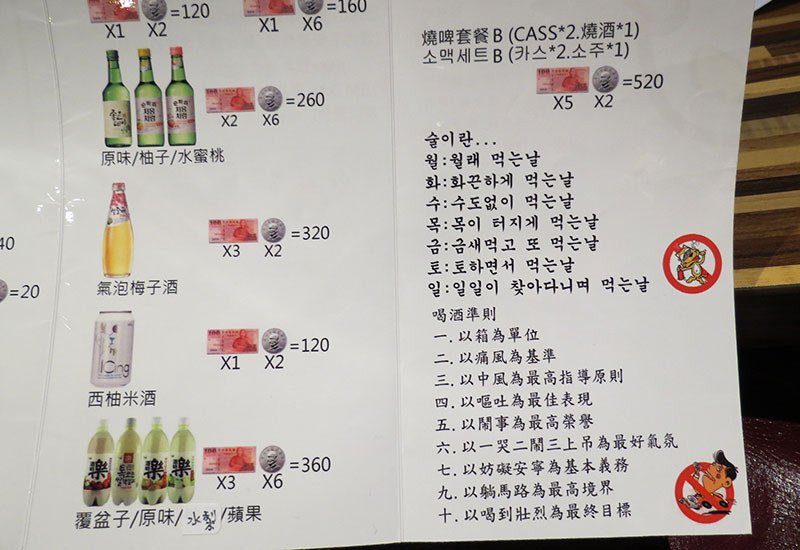 =120
X1 X2
=160
X1 X6
=260
X2 X6
原味/柚子/水蜜桃
=320
X3 X2
氣泡梅子酒
40
=20
=120
X1 X2
西柚米酒
=360
X3 X6
覆盆子/原味/水梨/蘋果
燒啤套餐 B (CASS*2.燒酒*1)
소맥세트 B (카스*2.소주*1)
=520
X5 X2
슬이란...
월:월래 먹는날
화:화끈하게 먹는날
수:수도없이 먹는날
목:목이 터지게 먹는날
금:금새먹고 또 먹는날
토:토하면서 먹는날
일:일일이 찾아다니며 먹는날
喝酒準則
一.以箱為單位
二.以痛風為基準
三.以中風為最高指導原則
四.以嘔吐為最佳表現
五.以鬧事為最高榮譽
六.以一哭二鬧三上吊為最好氣氛
七.以妨礙安寧為基本義務
九.以躺馬路為最高境界
十.以喝到壯烈為最終目標